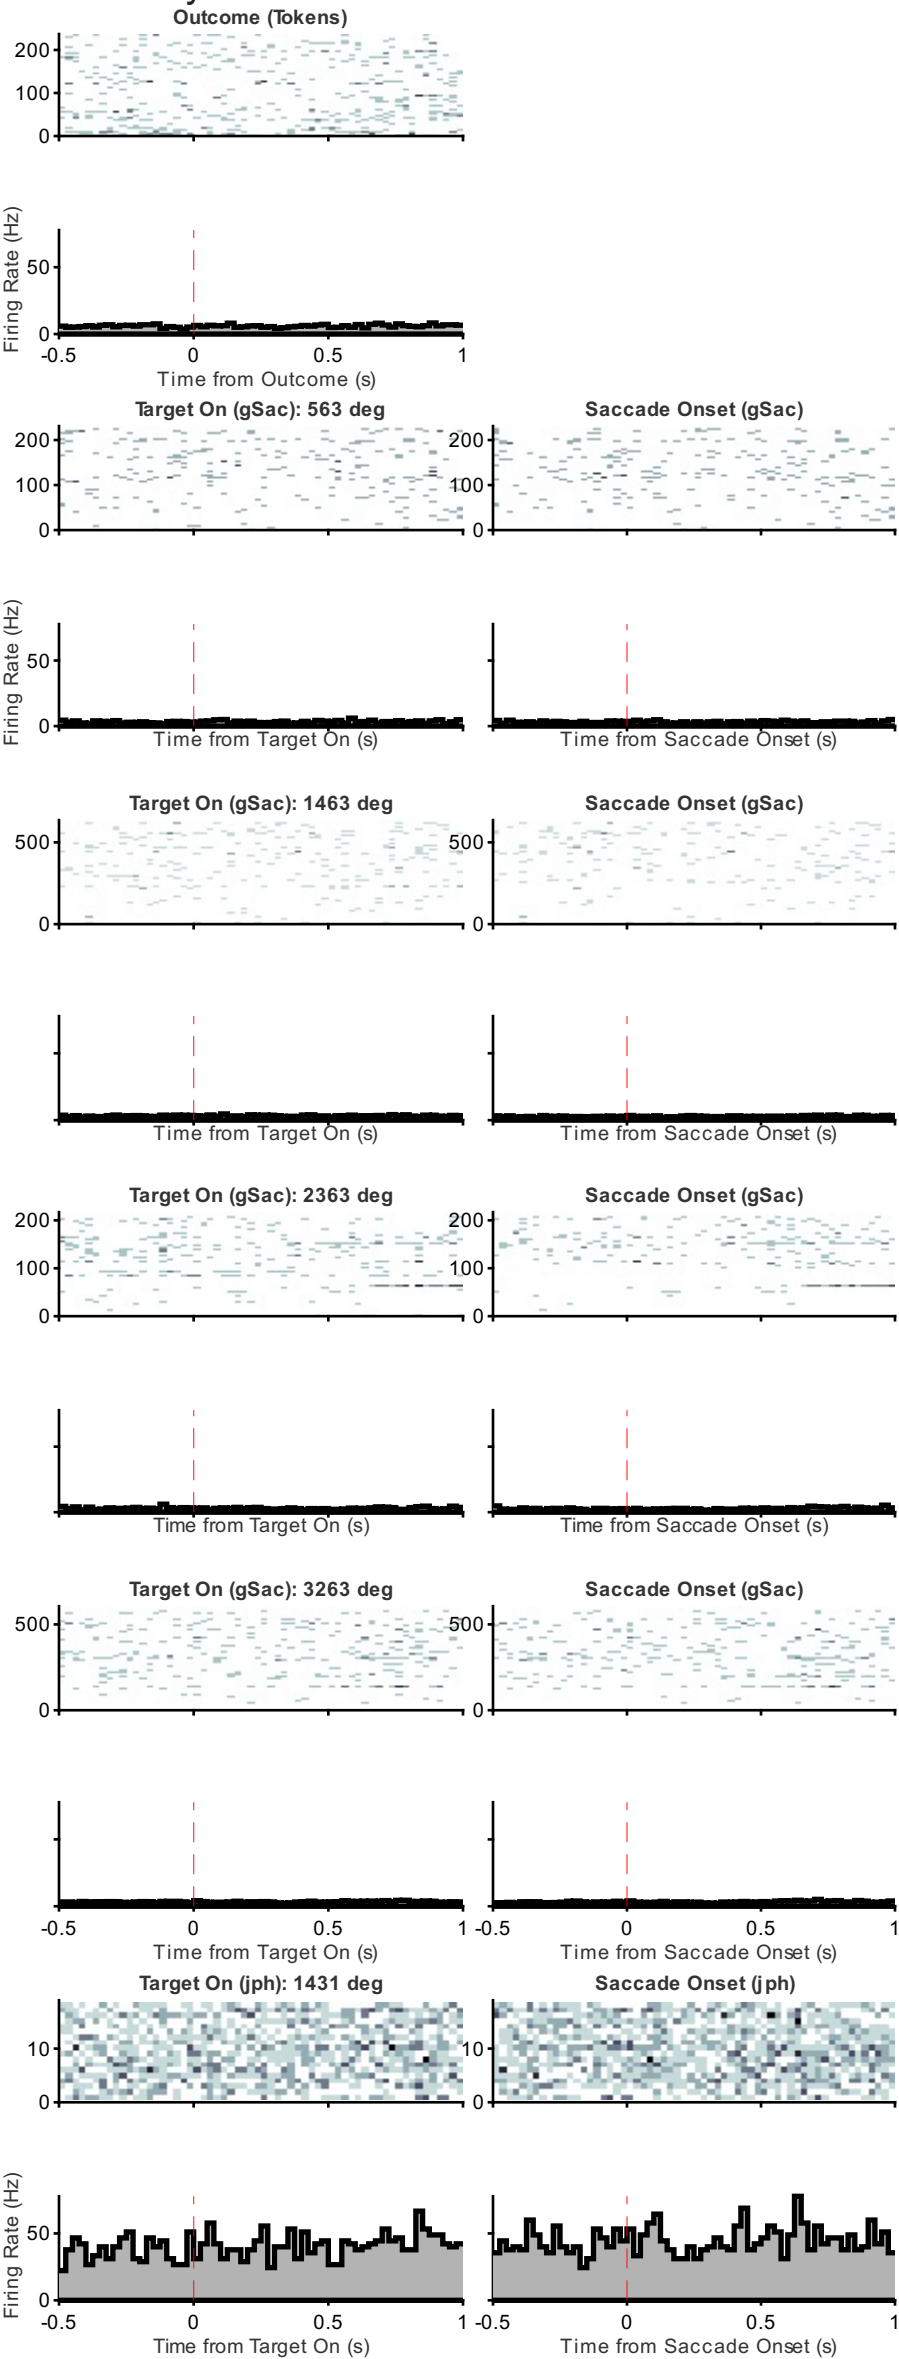 Outcome (Tokens)
200
100
0
Firing Rate (Hz)
50
0
-0.5 0 0.5 1
Time from Outcome (s)
Target On (gSac): 563 deg Saccade Onset (gSac)
200 200
100 100
0 0
Firing Rate (Hz)
50
0
Time from Target On (s) Time from Saccade Onset (s)
Target On (gSac): 1463 deg Saccade Onset (gSac)
500 500
0 0
Time from Target On (s) Time from Saccade Onset (s)
Target On (gSac): 2363 deg Saccade Onset (gSac)
200 200
100 100
0 0
Time from Target On (s) Time from Saccade Onset (s)
Target On (gSac): 3263 deg Saccade Onset (gSac)
500 500
0 0
-0.5 0 0.5 1 -0.5 0 0.5 1
Time from Target On (s) Time from Saccade Onset (s)
Target On (jph): 1431 deg Saccade Onset (jph)
10 10
0 0
Firing Rate (Hz)
50
0
-0.5 0 0.5 1 -0.5 0 0.5 1
Time from Target On (s) Time from Saccade Onset (s)